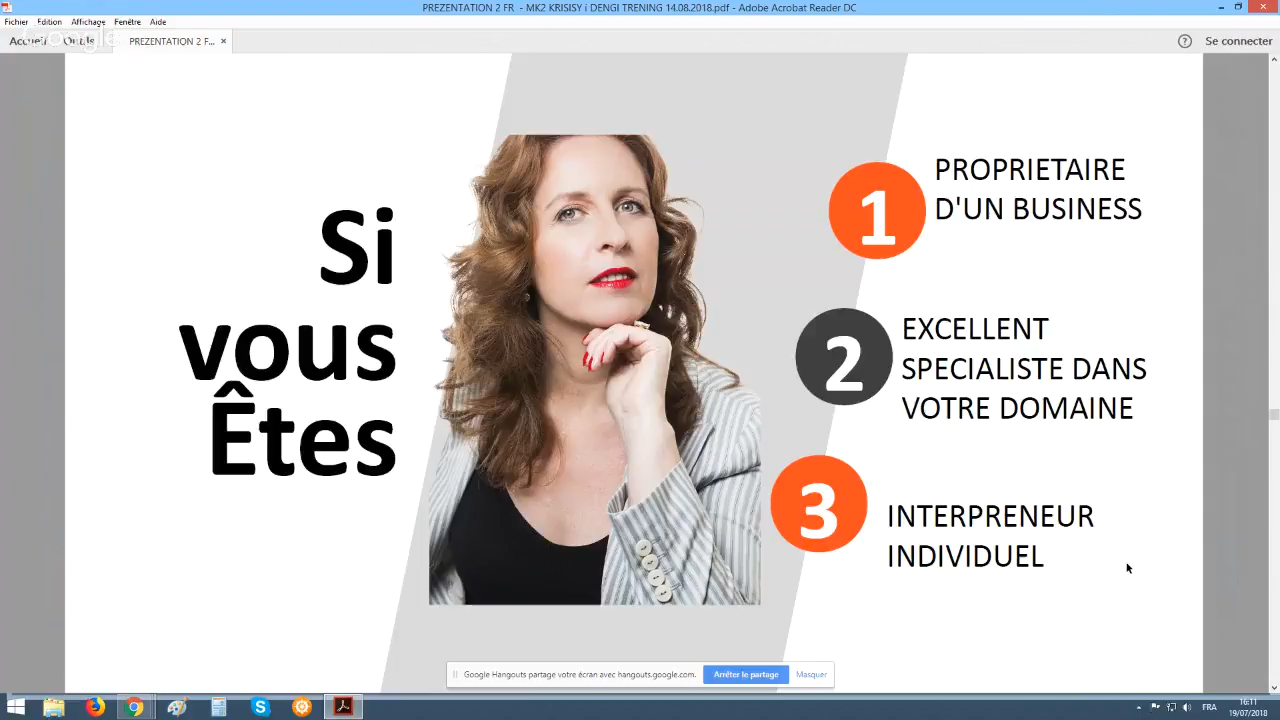 PREZENTATION 2 FR - MK2 KRISISY i DENGI TRENING 14.08.2018.pdf - Adobe Acrobat Reader DC
Fichier Edition Affichage Fenêtre Aide
Accueil Outils PREZENTATION 2 F... × ? Se connecter
Google
Si
vous
Êtes
1
PROPRIETAIRE
D'UN BUSINESS
2
EXCELLENT
SPECIALISTE DANS
VOTRE DOMAINE
3
INTERPRENEUR
INDIVIDUEL
Google Hangouts partage votre écran avec hangouts.google.com. Arrêter le partage Masquer
FRA
16:11
19/07/2018